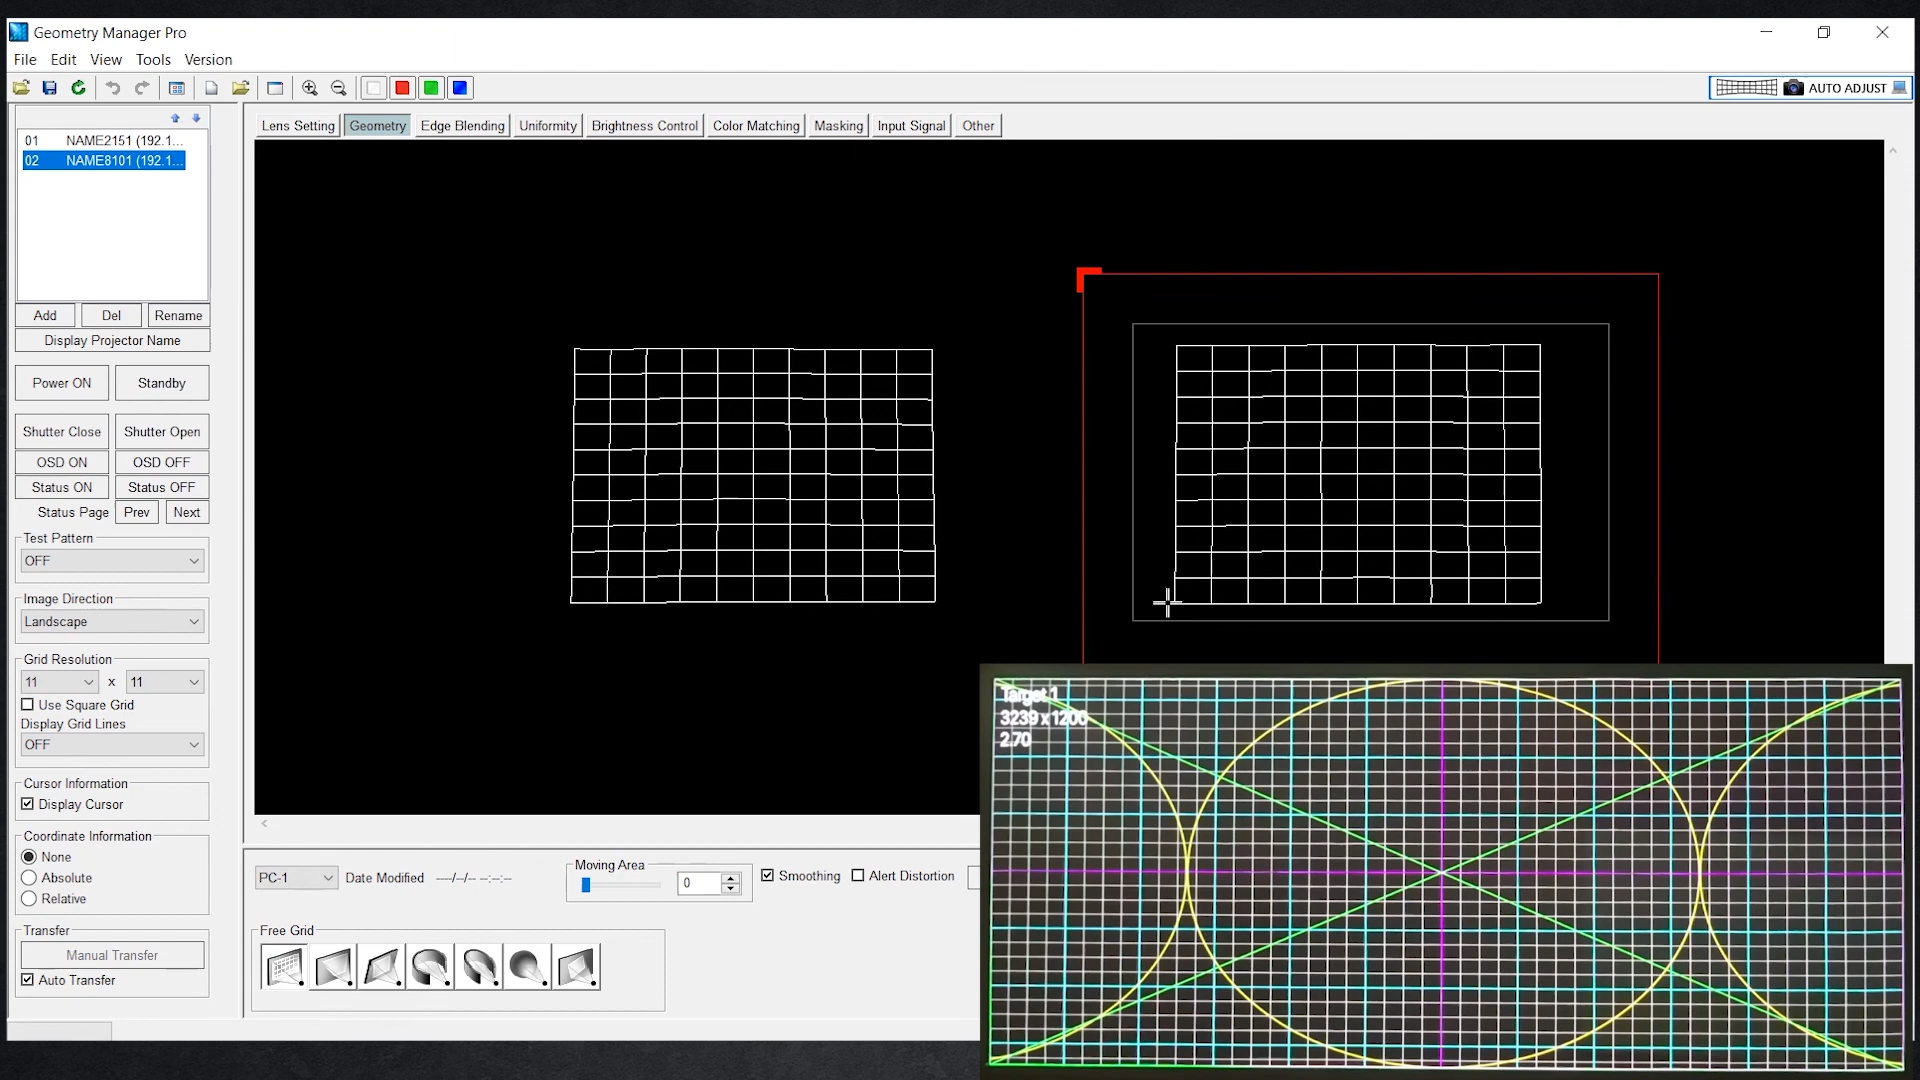 Geometry Manager Pro
File Edit View Tools Version
AUTO ADJUST
01 NAME2151 (192.1...
02 NAME8101 (192.1...
Add Del Rename
Display Projector Name
Power ON Standby
Shutter Close Shutter Open
OSD ON OSD OFF
Status ON Status OFF
Status Page Prev Next
Test Pattern
OFF
Image Direction
Landscape
Grid Resolution
11 x 11
Use Square Grid
Display Grid Lines
OFF
Cursor Information
Display Cursor
Coordinate Information
None
Absolute
Relative
Transfer
Manual Transfer
Auto Transfer
Lens Setting Geometry Edge Blending Uniformity Brightness Control Color Matching Masking Input Signal Other
PC-1 Date Modified ---/--/-- --:--:--
Moving Area
0
Smoothing Alert Distortion
Free Grid
Target 1
3239 x 1200
2.70